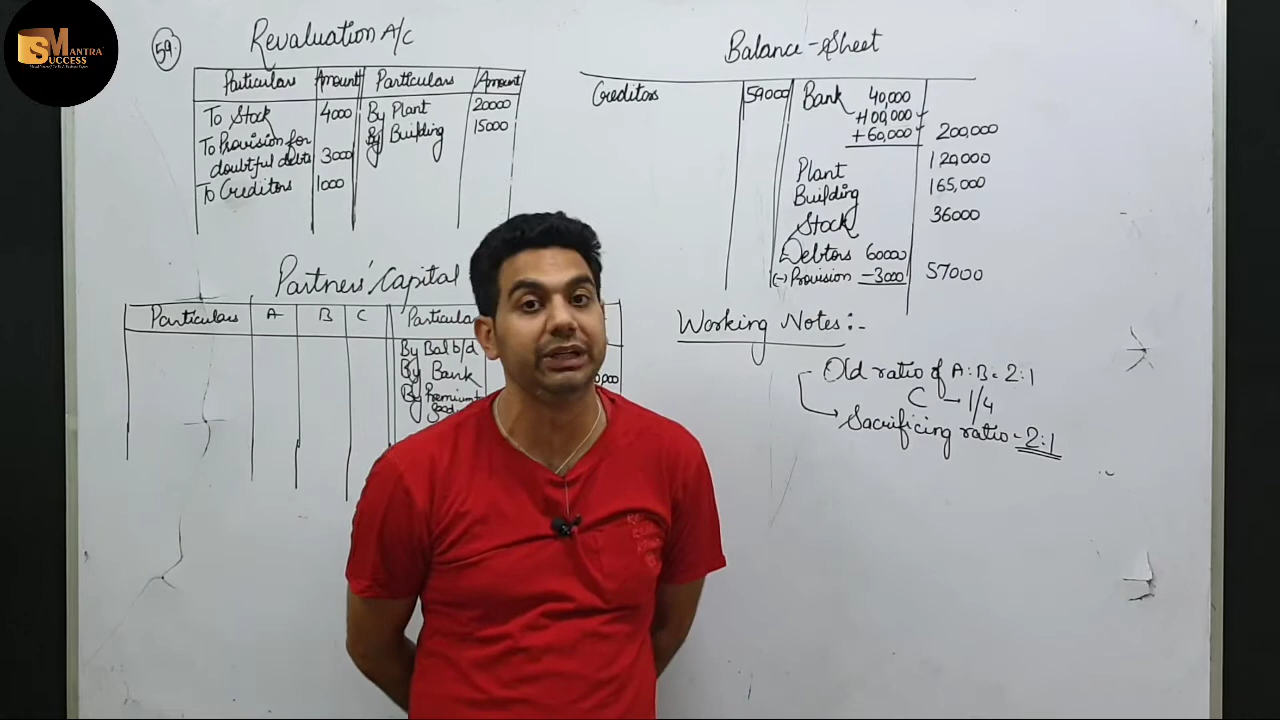 MANTRA
SUCCESS
59.
Revaluation A/c
Particulars Amount Particulars Amount
To Stock 4000 By Plant 20000
To Provision for By Building 15000
doubtful debts 3000
To Creditors 1000
Partners' Capital
Particulars A B C Particulars
By Bal b/d
By Bank
By Premium
Balance-Sheet
Creditors 59000 Bank 40,000
+100,000
+60,000 200,000
Plant 120,000
Building 165,000
Stock 36000
Debtors 60000
(-) Provision -3000 57000
Working Notes:-
Old ratio of A:B = 2:1
C - 1/4
Sacrificing ratio = 2:1